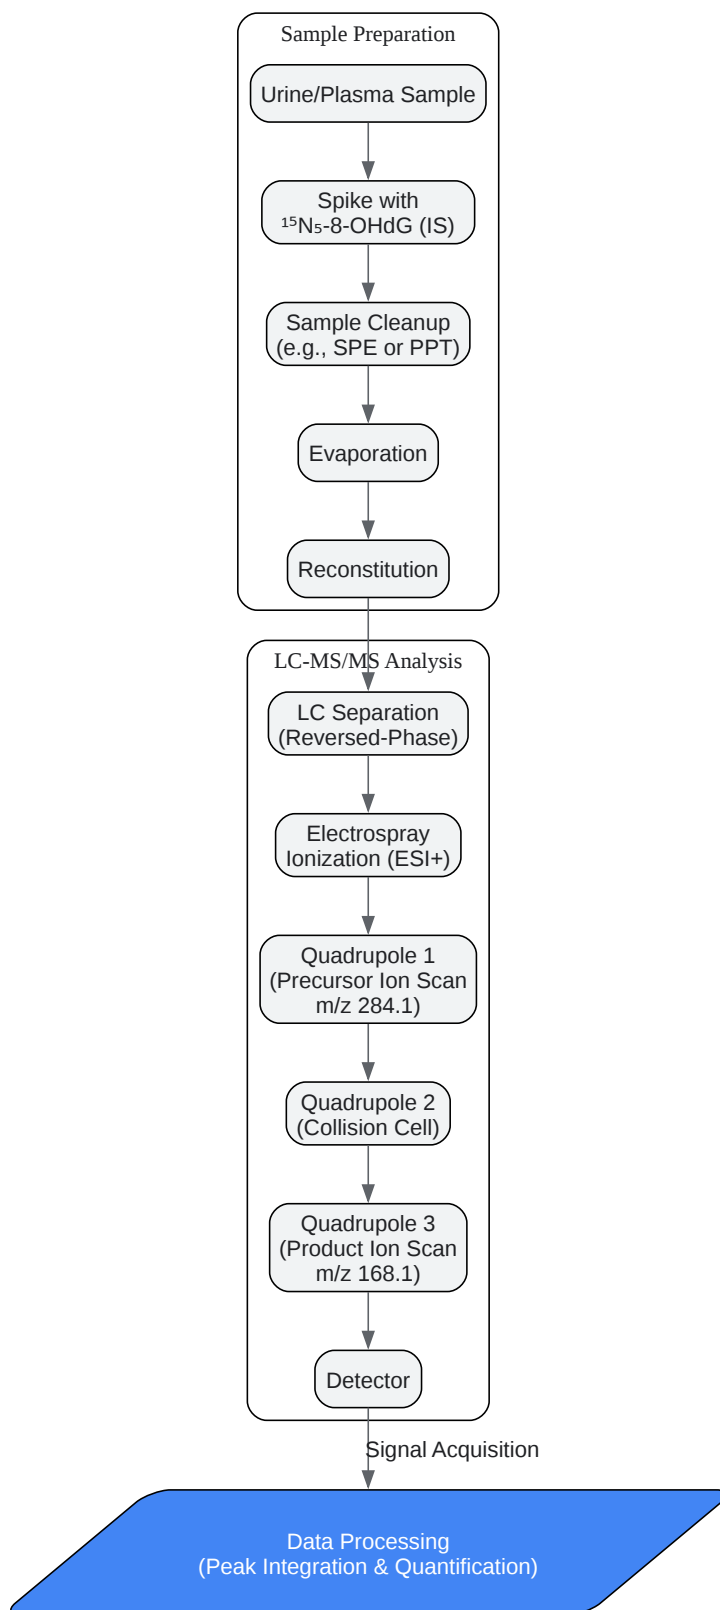 Sample Preparation
Urine/Plasma Sample
Spike with
¹⁵N₅-8-OHdG (IS)
Sample Cleanup
(e.g., SPE or PPT)
Evaporation
Reconstitution
LC-MS/MS Analysis
LC Separation
(Reversed-Phase)
Electrospray
Ionization (ESI+)
Quadrupole 1
(Precursor Ion Scan
m/z 284.1)
Quadrupole 2
(Collision Cell)
Quadrupole 3
(Product Ion Scan
m/z 168.1)
Detector
Signal Acquisition
Data Processing
(Peak Integration & Quantification)